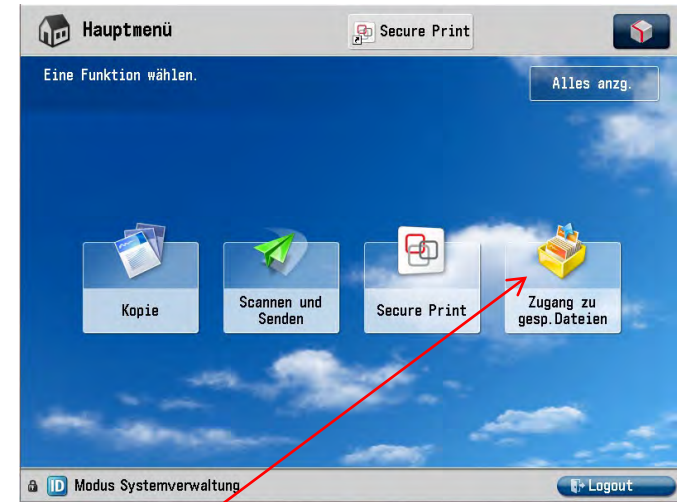 Hauptmenü
Secure Print
Eine Funktion wählen.
Alles anzg.
Kopie
Scannen und
Senden
Secure Print
Zugang zu
gesp.Dateien
ID Modus Systemverwaltung
Logout